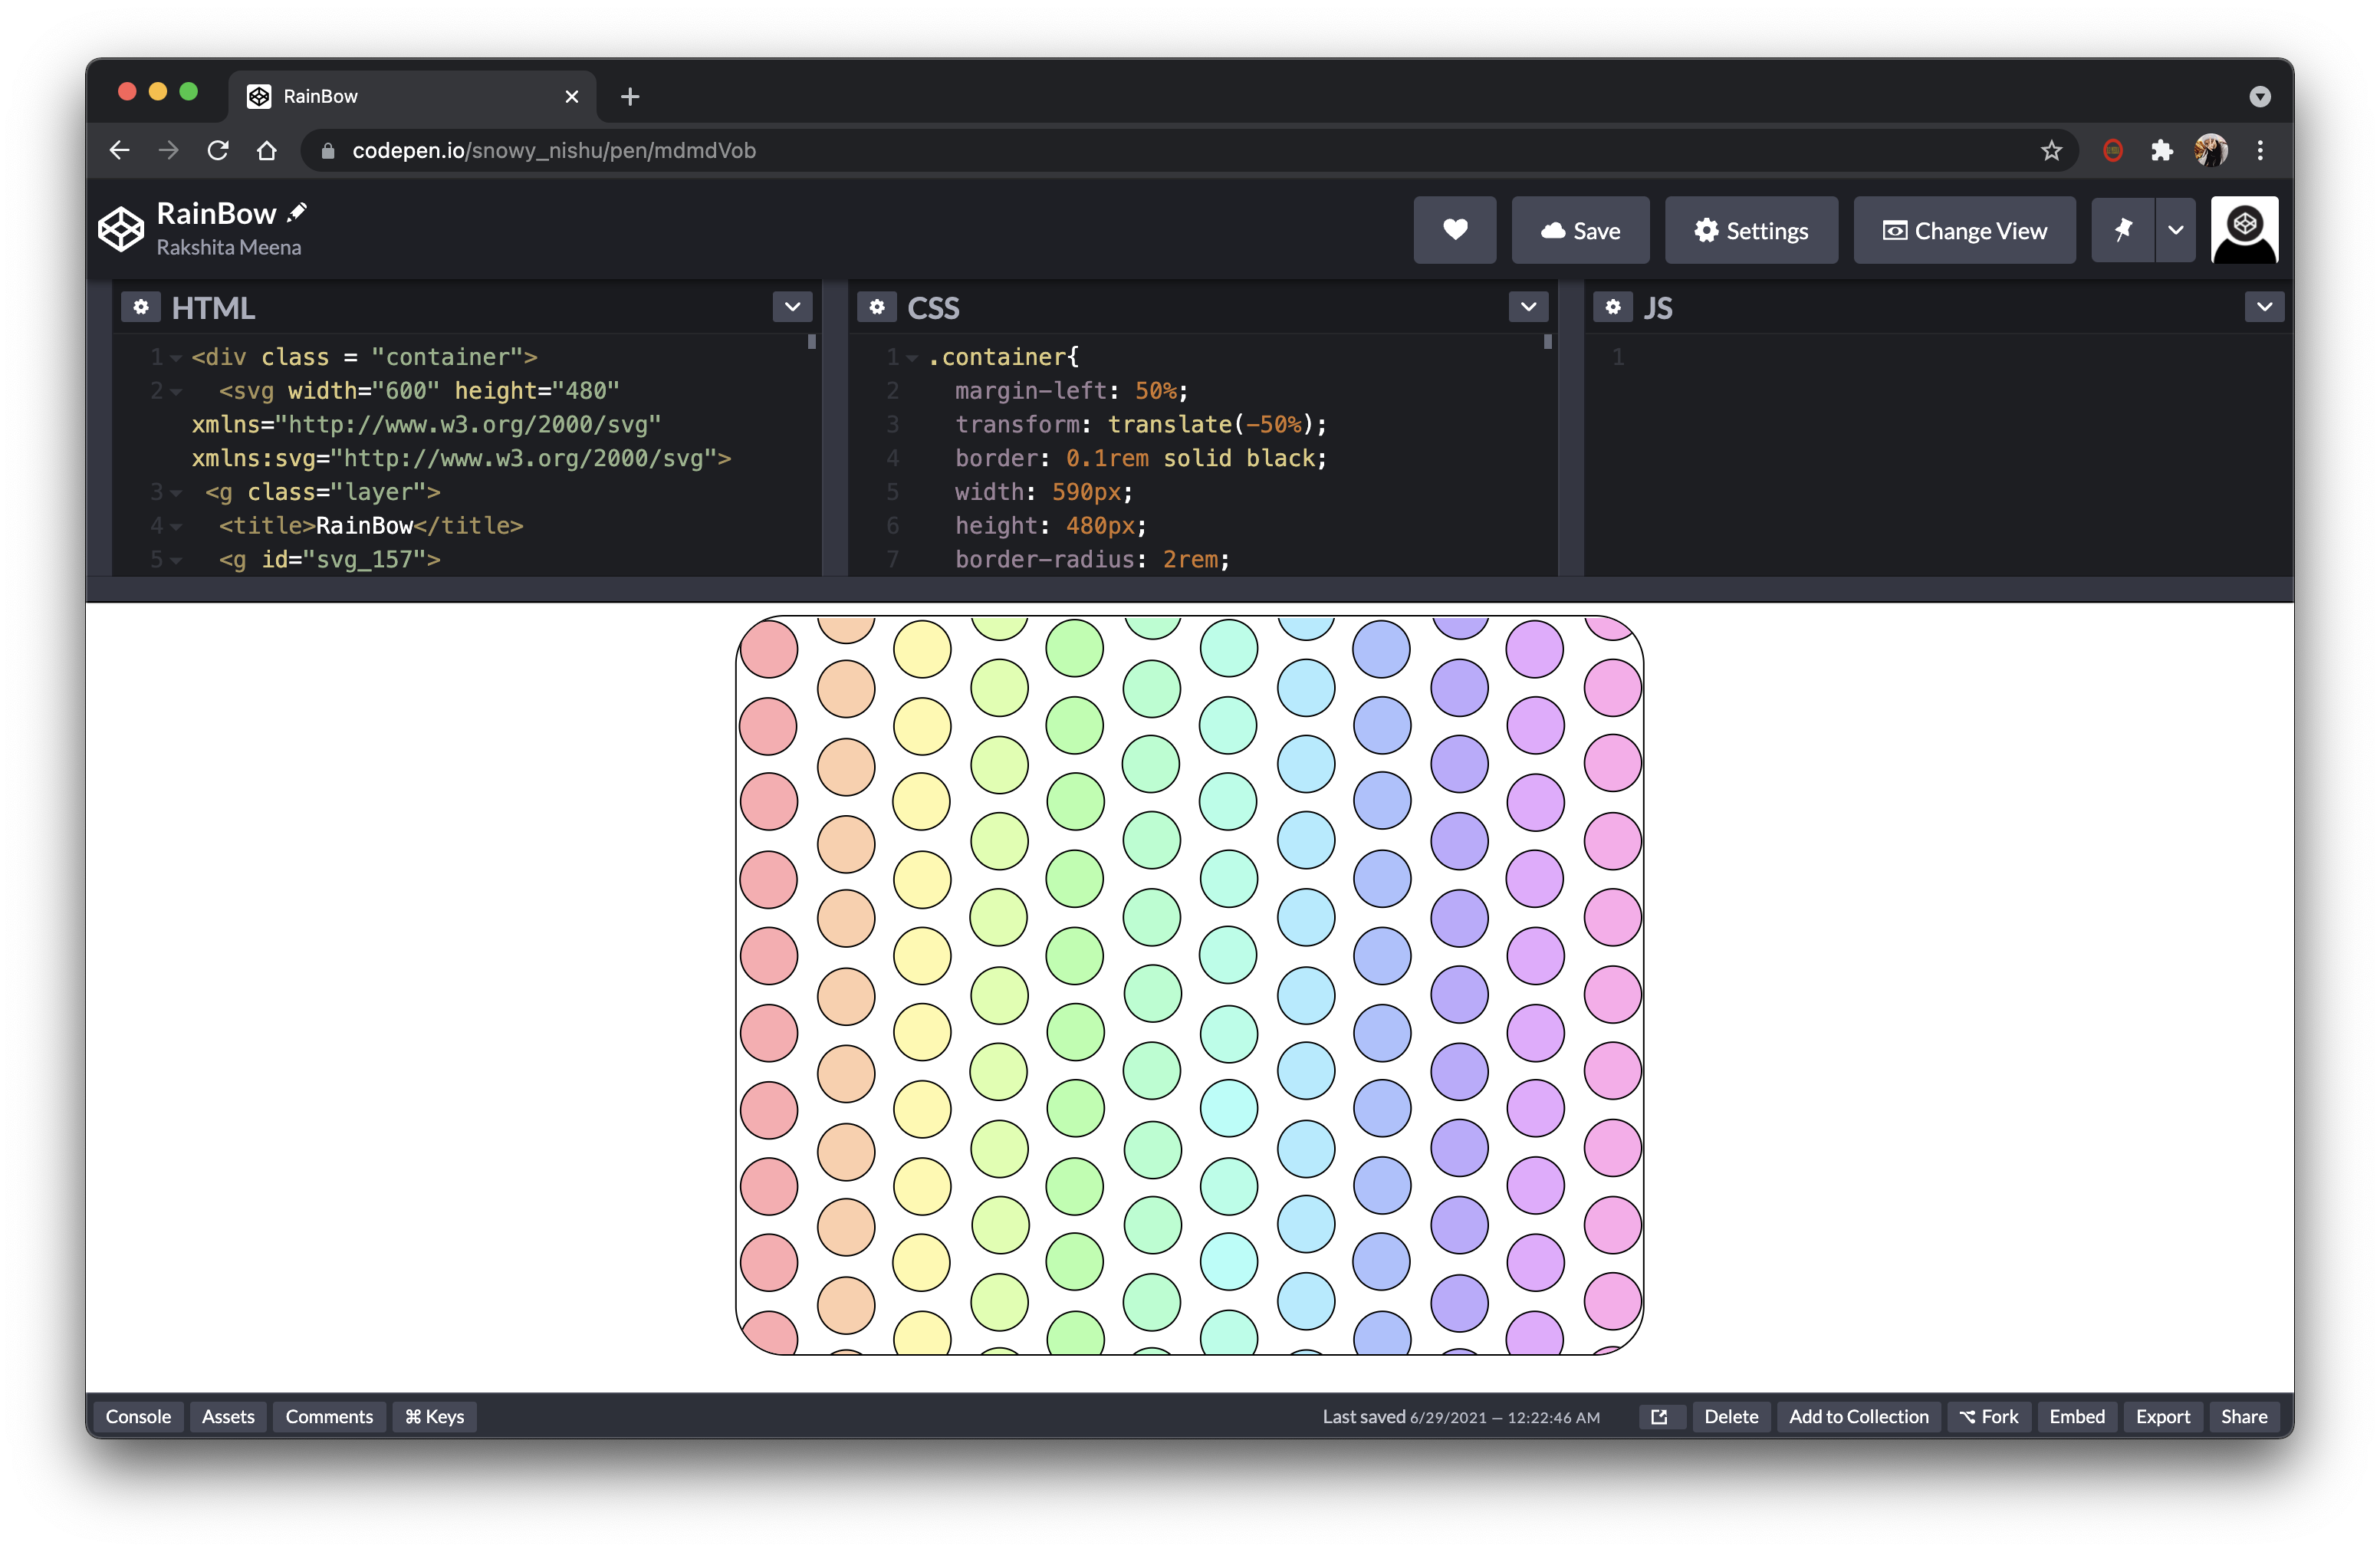 RainBow
codepen.io/snowy_nishu/pen/mdmdVob
RainBow
Rakshita Meena
Save
Settings
Change View
HTML
1 <div class = "container">
2 <svg width="600" height="480"
xmlns="http://www.w3.org/2000/svg"
xmlns:svg="http://www.w3.org/2000/svg">
3 <g class="layer">
4 <title>RainBow</title>
5 <g id="svg_157">
CSS
1 .container{
2 margin-left: 50%;
3 transform: translate(-50%);
4 border: 0.1rem solid black;
5 width: 590px;
6 height: 480px;
7 border-radius: 2rem;
JS
1
Console Assets Comments ⌘ Keys Last saved 6/29/2021 — 12:22:46 AM Delete Add to Collection Fork Embed Export Share